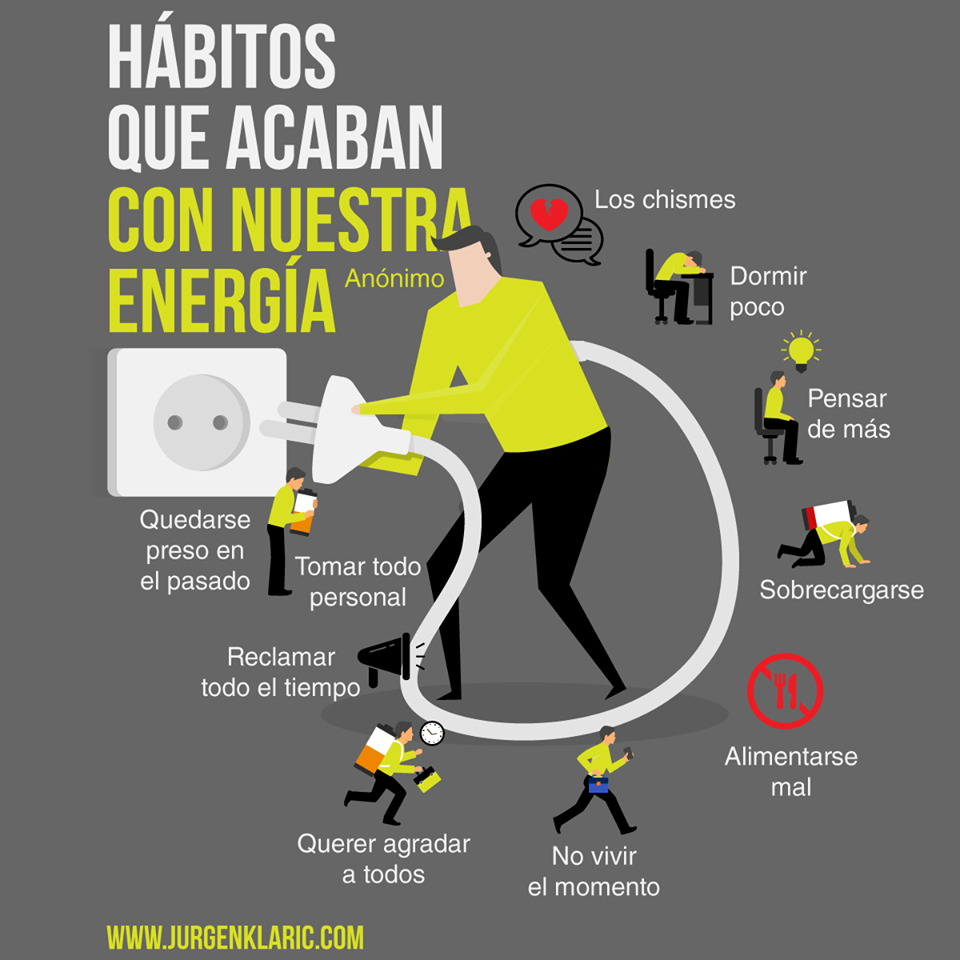 HÁBITOS
QUE ACABAN
CON NUESTRA
ENERGÍA
Anónimo
Los chismes
Dormir
poco
Pensar
de más
Sobrecargarse
Alimentarse
mal
No vivir
el momento
Querer agradar
a todos
Reclamar
todo el tiempo
Tomar todo
personal
Quedarse
preso en
el pasado
WWW.JURGENKLARIC.COM